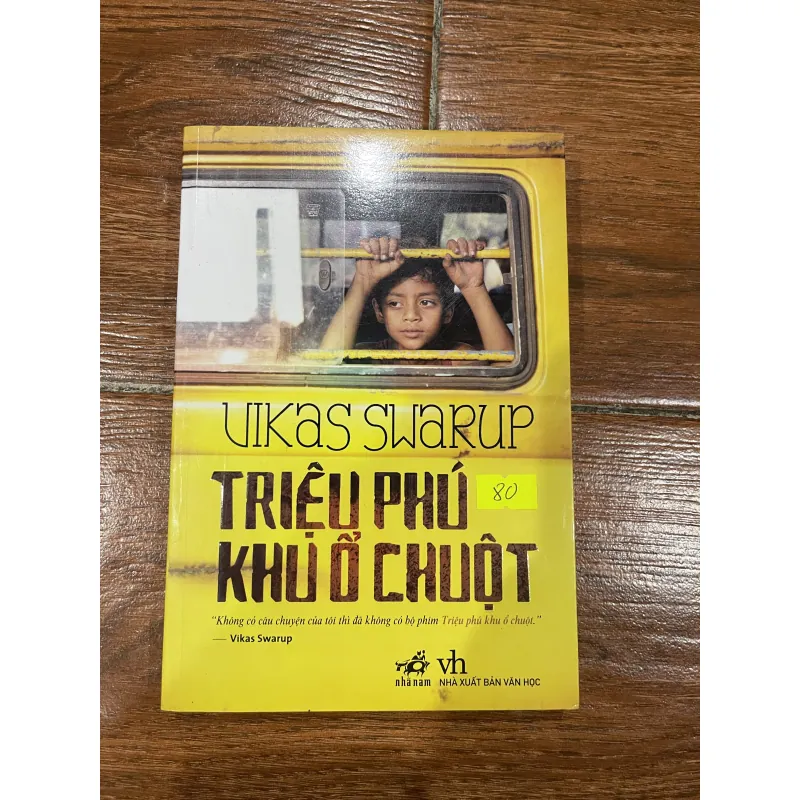 VIKAS SWARUP
TRIỆU PHÚ
80
KHU Ổ CHUỘT
"Không có câu chuyện của tôi thì đã không có bộ phim Triệu phú khu ổ chuột."
— Vikas Swarup
nhã nam
vh
NHÀ XUẤT BẢN VĂN HỌC